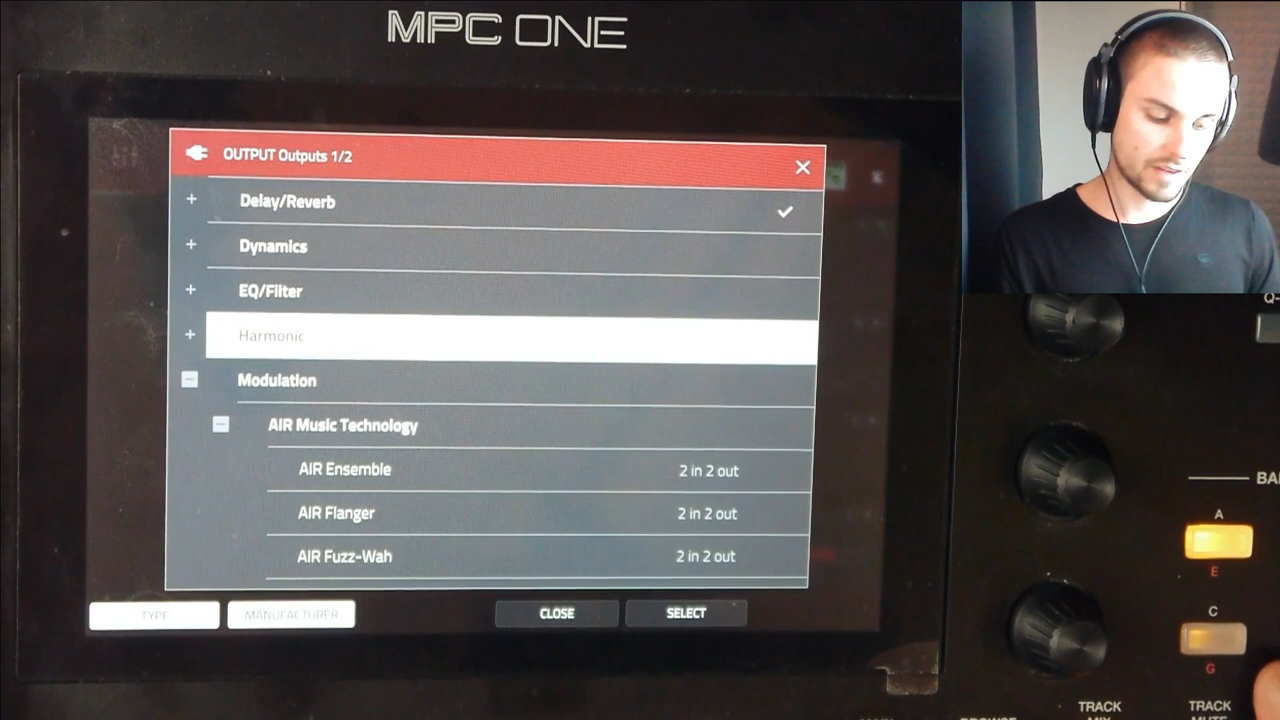 MPC ONE
OUTPUT Outputs 1/2
Delay/Reverb
Dynamics
EQ/Filter
Harmonic
Modulation
AIR Music Technology
AIR Ensemble 2 in 2 out
AIR Flanger 2 in 2 out
AIR Fuzz-Wah 2 in 2 out
TYPE MANUFACTURER CLOSE SELECT
A
E
C
G
TRACK
MIX
TRACK
MUTE